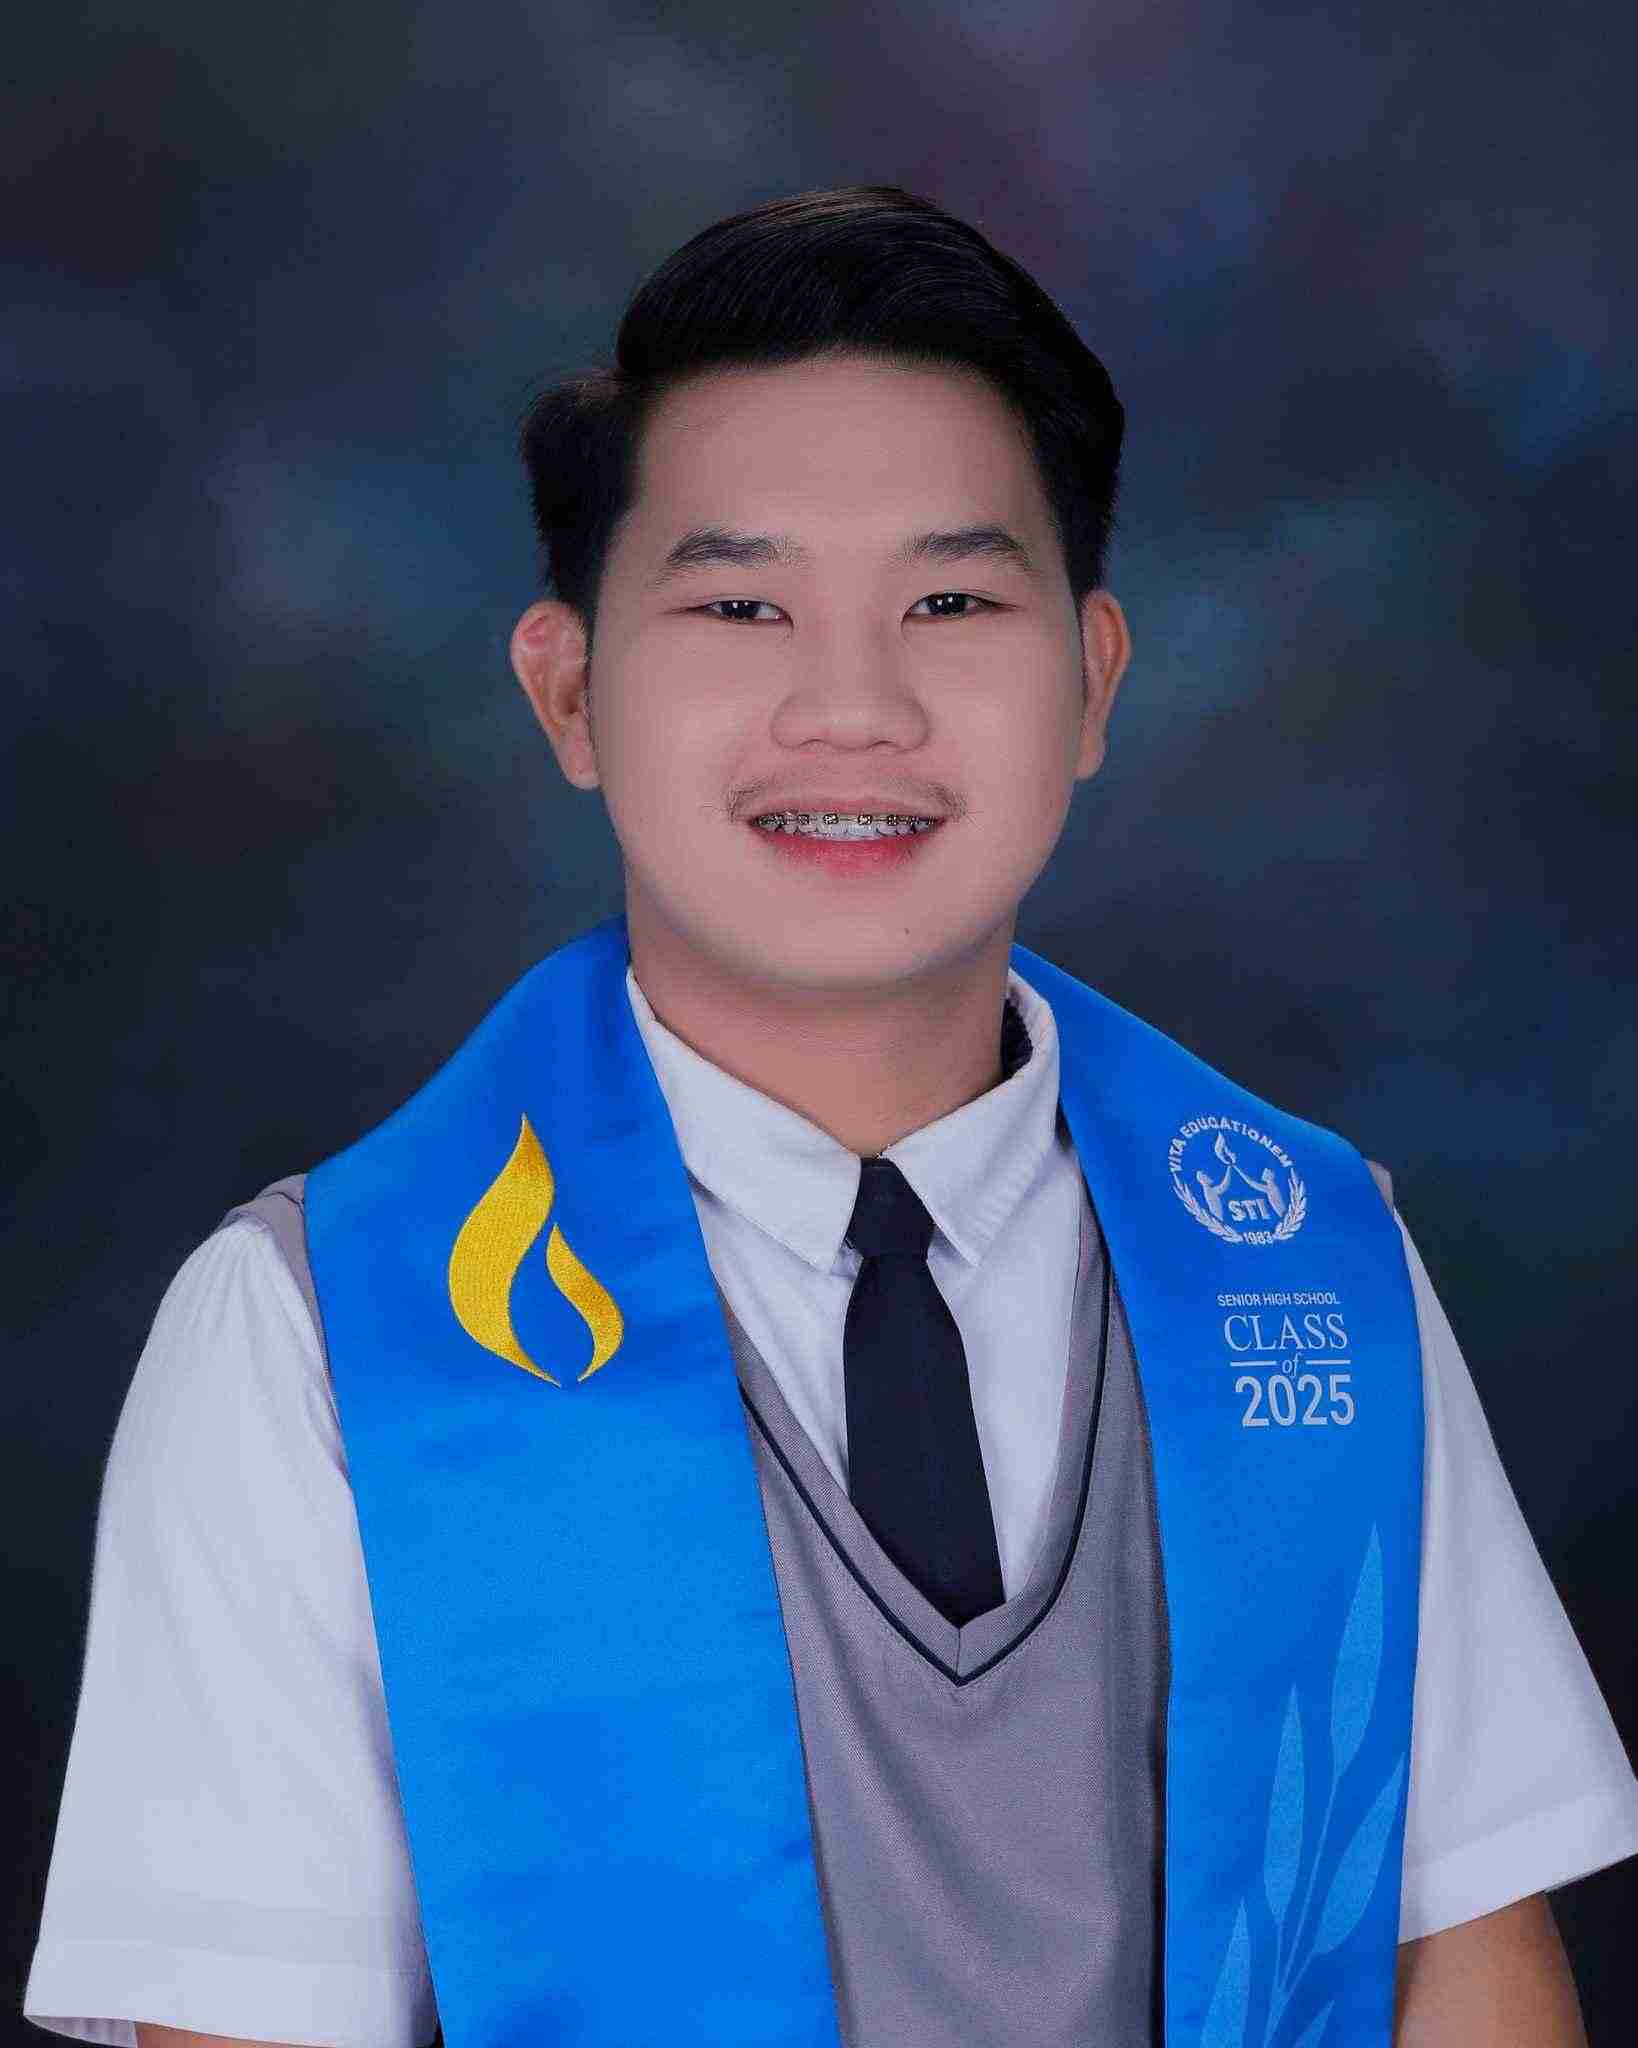 VITA EDUCATIONEM
STI
1983
SENIOR HIGH SCHOOL
CLASS
of
2025